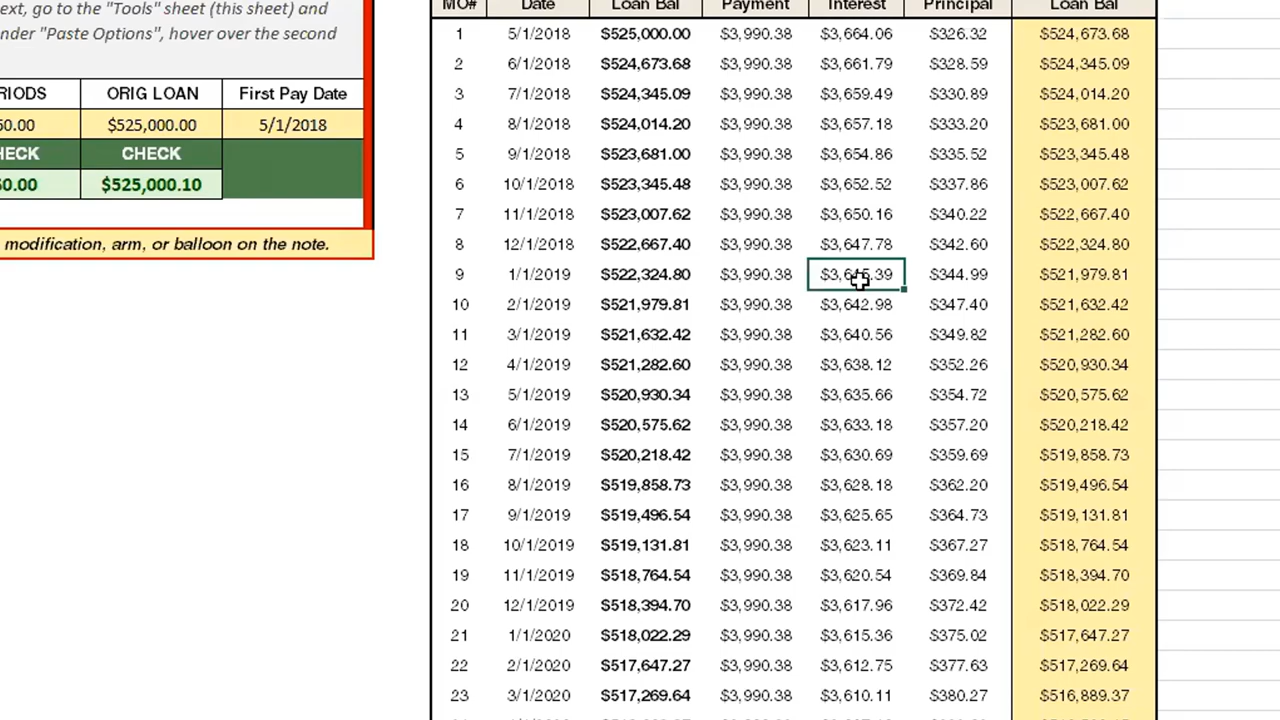 ext, go to the "Tools" sheet (this sheet) and
nder "Paste Options", hover over the second
RIODS ORIG LOAN First Pay Date
60.00 $525,000.00 5/1/2018
HECK CHECK
60.00 $525,000.10
modification, arm, or balloon on the note.
MO# Date Loan Bal Payment Interest Principal Loan Bal
1 5/1/2018 $525,000.00 $3,990.38 $3,664.06 $326.32 $524,673.68
2 6/1/2018 $524,673.68 $3,990.38 $3,661.79 $328.59 $524,345.09
3 7/1/2018 $524,345.09 $3,990.38 $3,659.49 $330.89 $524,014.20
4 8/1/2018 $524,014.20 $3,990.38 $3,657.18 $333.20 $523,681.00
5 9/1/2018 $523,681.00 $3,990.38 $3,654.86 $335.52 $523,345.48
6 10/1/2018 $523,345.48 $3,990.38 $3,652.52 $337.86 $523,007.62
7 11/1/2018 $523,007.62 $3,990.38 $3,650.16 $340.22 $522,667.40
8 12/1/2018 $522,667.40 $3,990.38 $3,647.78 $342.60 $522,324.80
9 1/1/2019 $522,324.80 $3,990.38 $3,645.39 $344.99 $521,979.81
10 2/1/2019 $521,979.81 $3,990.38 $3,642.98 $347.40 $521,632.42
11 3/1/2019 $521,632.42 $3,990.38 $3,640.56 $349.82 $521,282.60
12 4/1/2019 $521,282.60 $3,990.38 $3,638.12 $352.26 $520,930.34
13 5/1/2019 $520,930.34 $3,990.38 $3,635.66 $354.72 $520,575.62
14 6/1/2019 $520,575.62 $3,990.38 $3,633.18 $357.20 $520,218.42
15 7/1/2019 $520,218.42 $3,990.38 $3,630.69 $359.69 $519,858.73
16 8/1/2019 $519,858.73 $3,990.38 $3,628.18 $362.20 $519,496.54
17 9/1/2019 $519,496.54 $3,990.38 $3,625.65 $364.73 $519,131.81
18 10/1/2019 $519,131.81 $3,990.38 $3,623.11 $367.27 $518,764.54
19 11/1/2019 $518,764.54 $3,990.38 $3,620.54 $369.84 $518,394.70
20 12/1/2019 $518,394.70 $3,990.38 $3,617.96 $372.42 $518,022.29
21 1/1/2020 $518,022.29 $3,990.38 $3,615.36 $375.02 $517,647.27
22 2/1/2020 $517,647.27 $3,990.38 $3,612.75 $377.63 $517,269.64
23 3/1/2020 $517,269.64 $3,990.38 $3,610.11 $380.27 $516,889.37